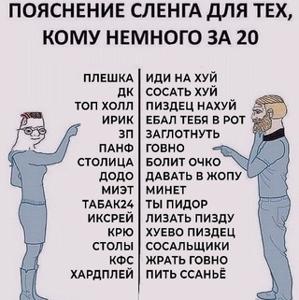 ПОЯСНЕНИЕ СЛЕНГА ДЛЯ ТЕХ,
КОМУ НЕМНОГО ЗА 20
ПЛЕШКА ИДИ НА ХУЙ
ДК СОСАТЬ ХУЙ
ТОП ХОЛЛ ПИЗДЕЦ НАХУЙ
ИРИК ЕБАЛ ТЕБЯ В РОТ
ЗП ЗАГЛОТНУТЬ
ПАНФ ГОВНО
СТОЛИЦА БОЛИТ ОЧКО
ДОДО ДАВАТЬ В ЖОПУ
МИЭТ МИНЕТ
ТАБАК24 ТЫ ПИДОР
ИКСРЕЙ ЛИЗАТЬ ПИЗДУ
КРЮ ХУЕВО ПИЗДЕЦ
СТОЛЫ СОСАЛЬЩИКИ
КФС ЖРАТЬ ГОВНО
ХАРДПЛЕЙ ПИТЬ ССАНЬЁ